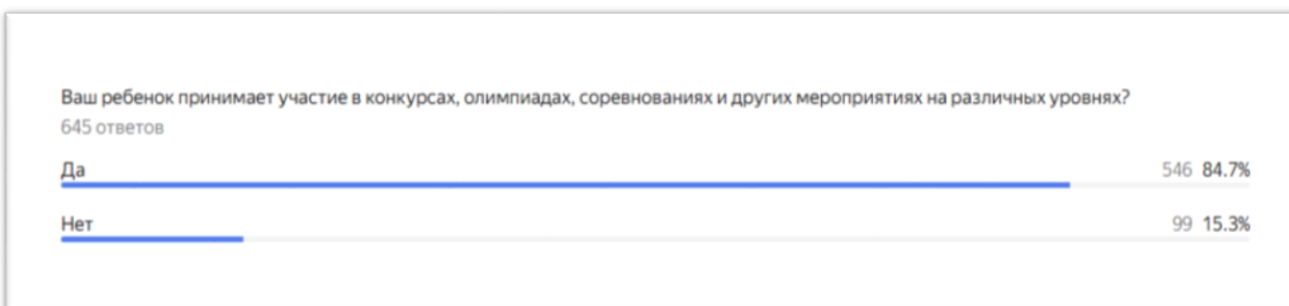 Ваш ребенок принимает участие в конкурсах, олимпиадах, соревнованиях и других мероприятиях на различных уровнях?
645 ответов
Да 546 84.7%
Нет 99 15.3%